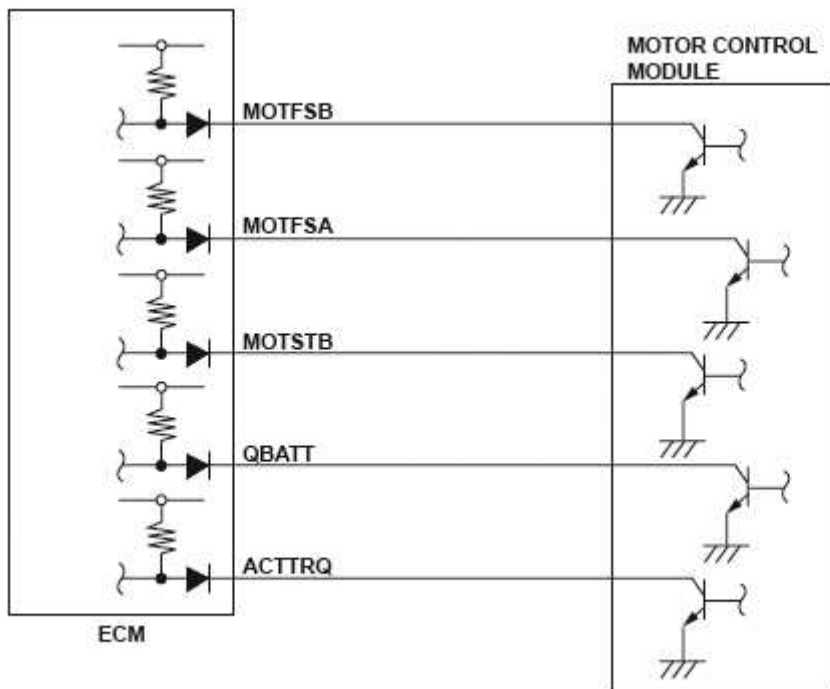 MOTOR CONTROL
MODULE
MOTFSB
MOTFSA
MOTSTB
QBATT
ACTTRQ
ECM